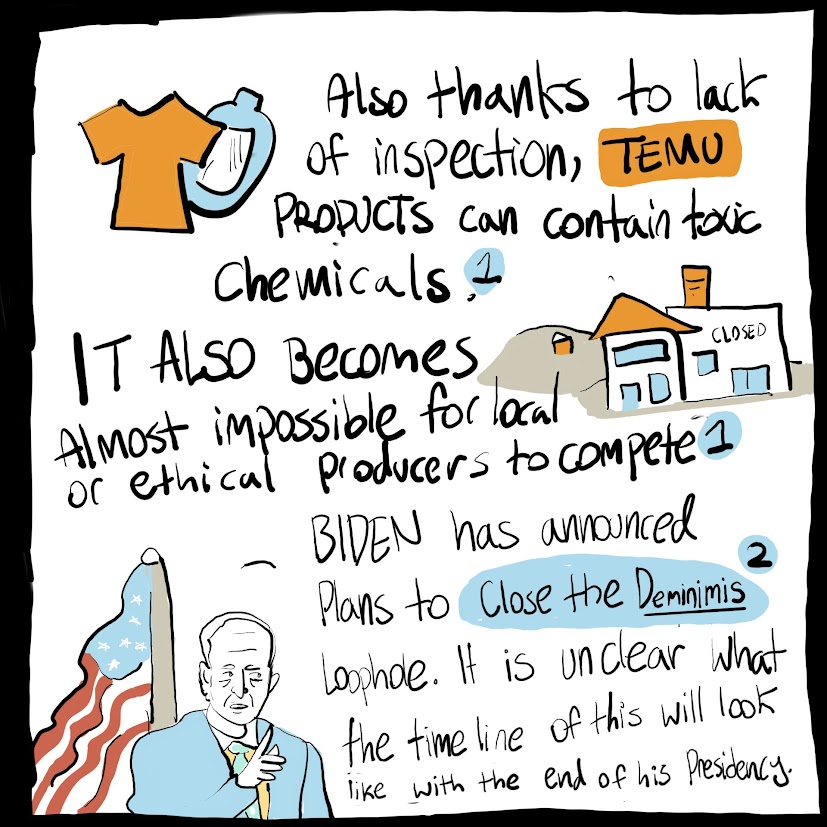 Also thanks to lack
of inspection, TEMU
PRODUCTS can contain toxic
Chemicals. 1
CLOSED
IT ALSO Becomes
Almost impossible for local
or ethical producers to compete 1
BIDEN has announced
Plans to Close the Deminimis 2
Loophole. It is unclear what
the timeline of this will look
like with the end of his Presidency.